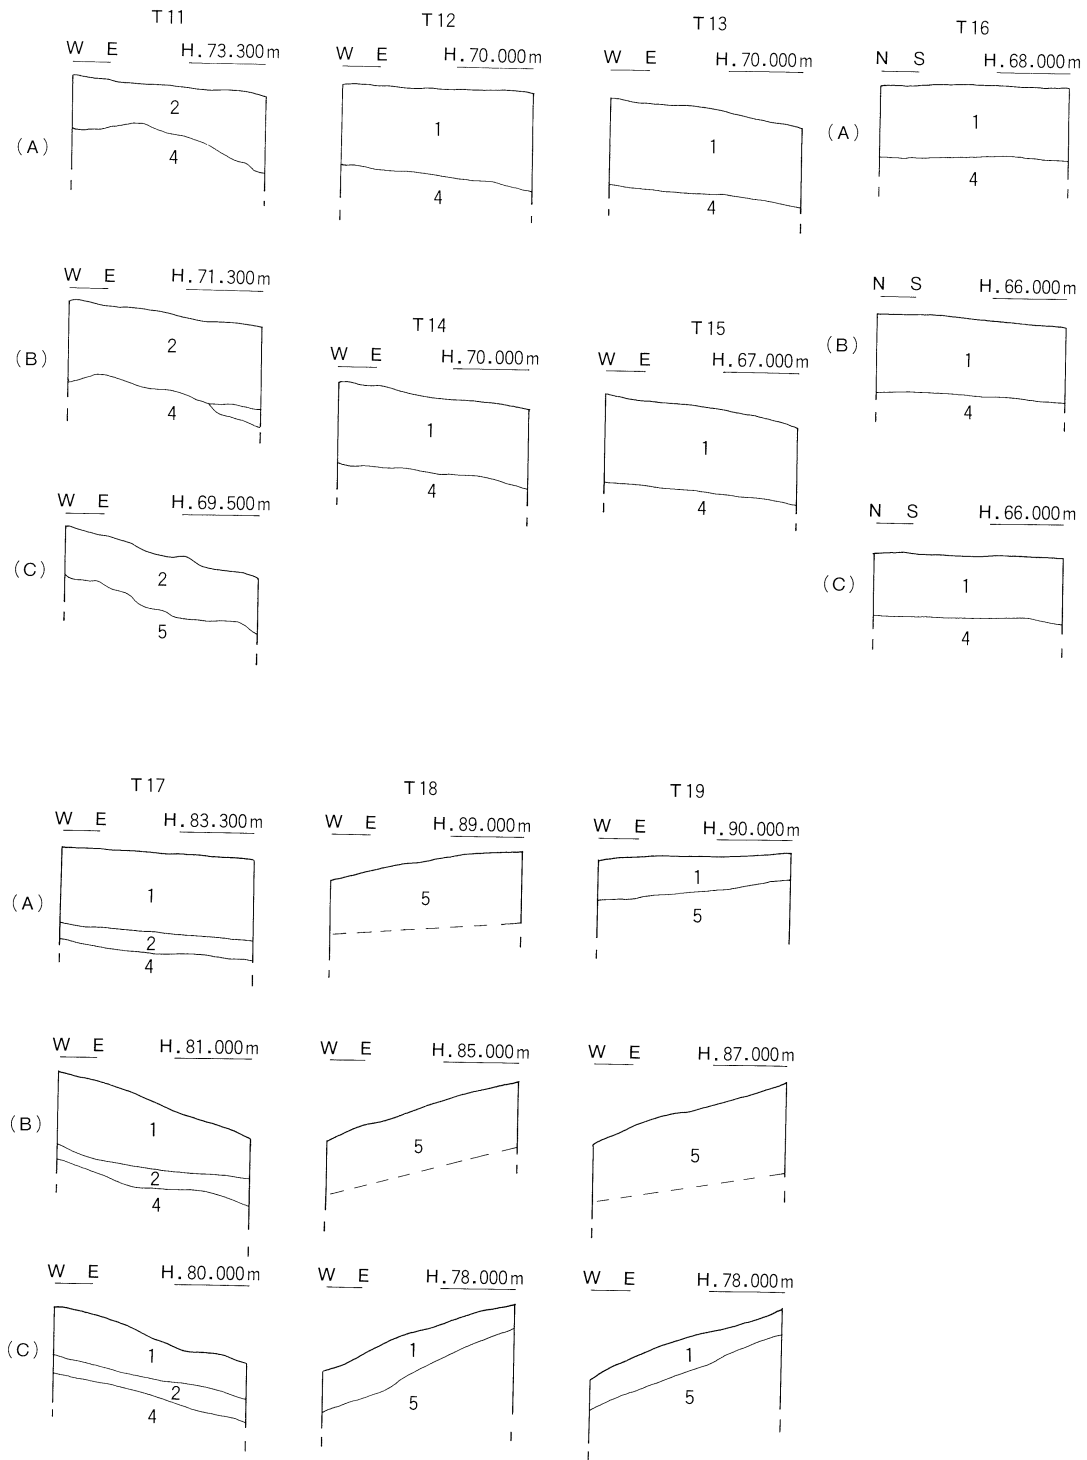 T11 T12 T13 T16
W E H.73.300m W E H.70.000m W E H.70.000m N S H.68.000m
(A) 2 4 1 4 1 4 (A) 1 4
W E H.71.300m N S H.66.000m
T14 T15
W E H.70.000m W E H.67.000m
(B) 2 4 1 4 1 4 (B) 1 4
W E H.69.500m N S H.66.000m
(C) 2 5 (C) 1 4
T17 T18 T19
W E H.83.300m W E H.89.000m W E H.90.000m
(A) 1 2 4 5 1 5
W E H.81.000m W E H.85.000m W E H.87.000m
(B) 1 2 4 5 5
W E H.80.000m W E H.78.000m W E H.78.000m
(C) 1 2 4 1 5 1 5